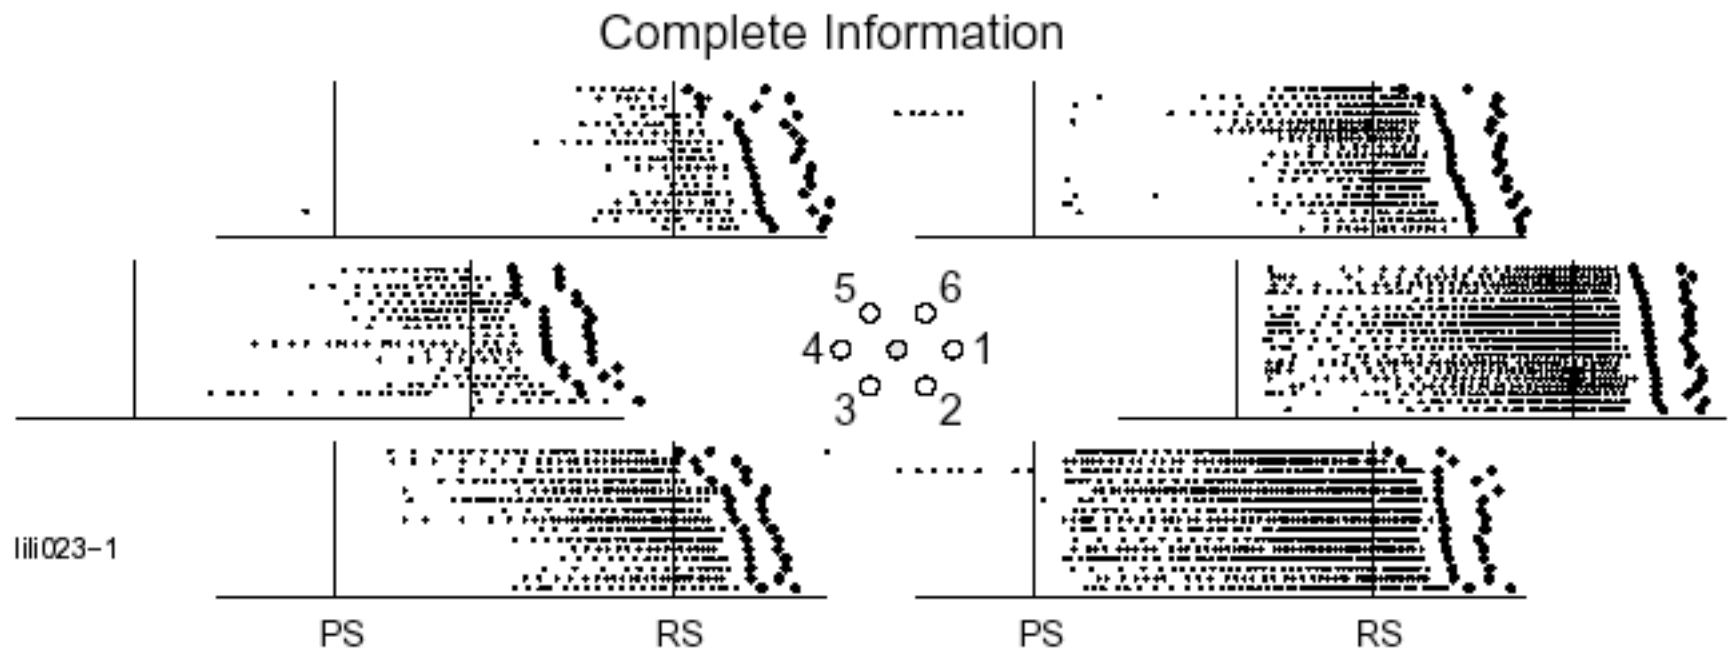 Complete Information
5 6
4 1
3 2
lili023-1
PS RS PS RS